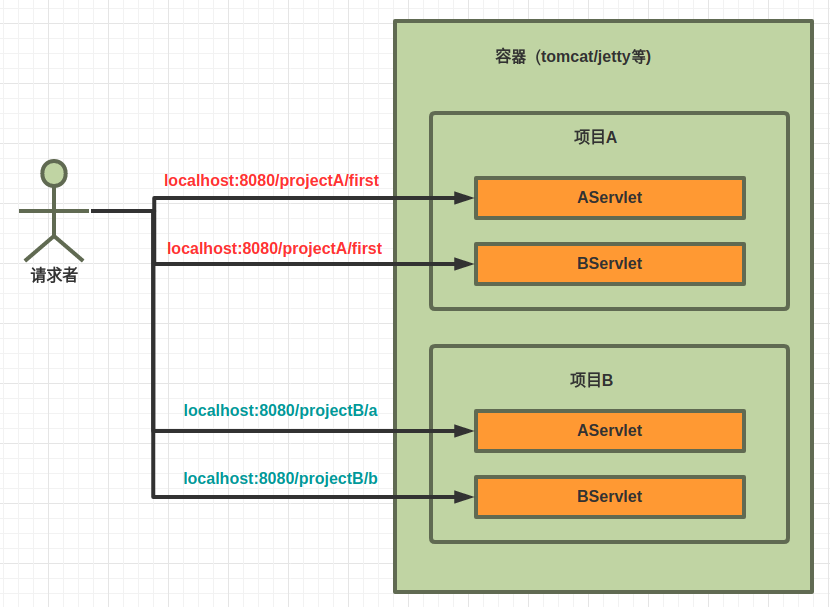 容器（tomcat/jetty等)
项目A
localhost:8080/projectA/first
AServlet
localhost:8080/projectA/first
BServlet
请求者
项目B
localhost:8080/projectB/a
AServlet
localhost:8080/projectB/b
BServlet